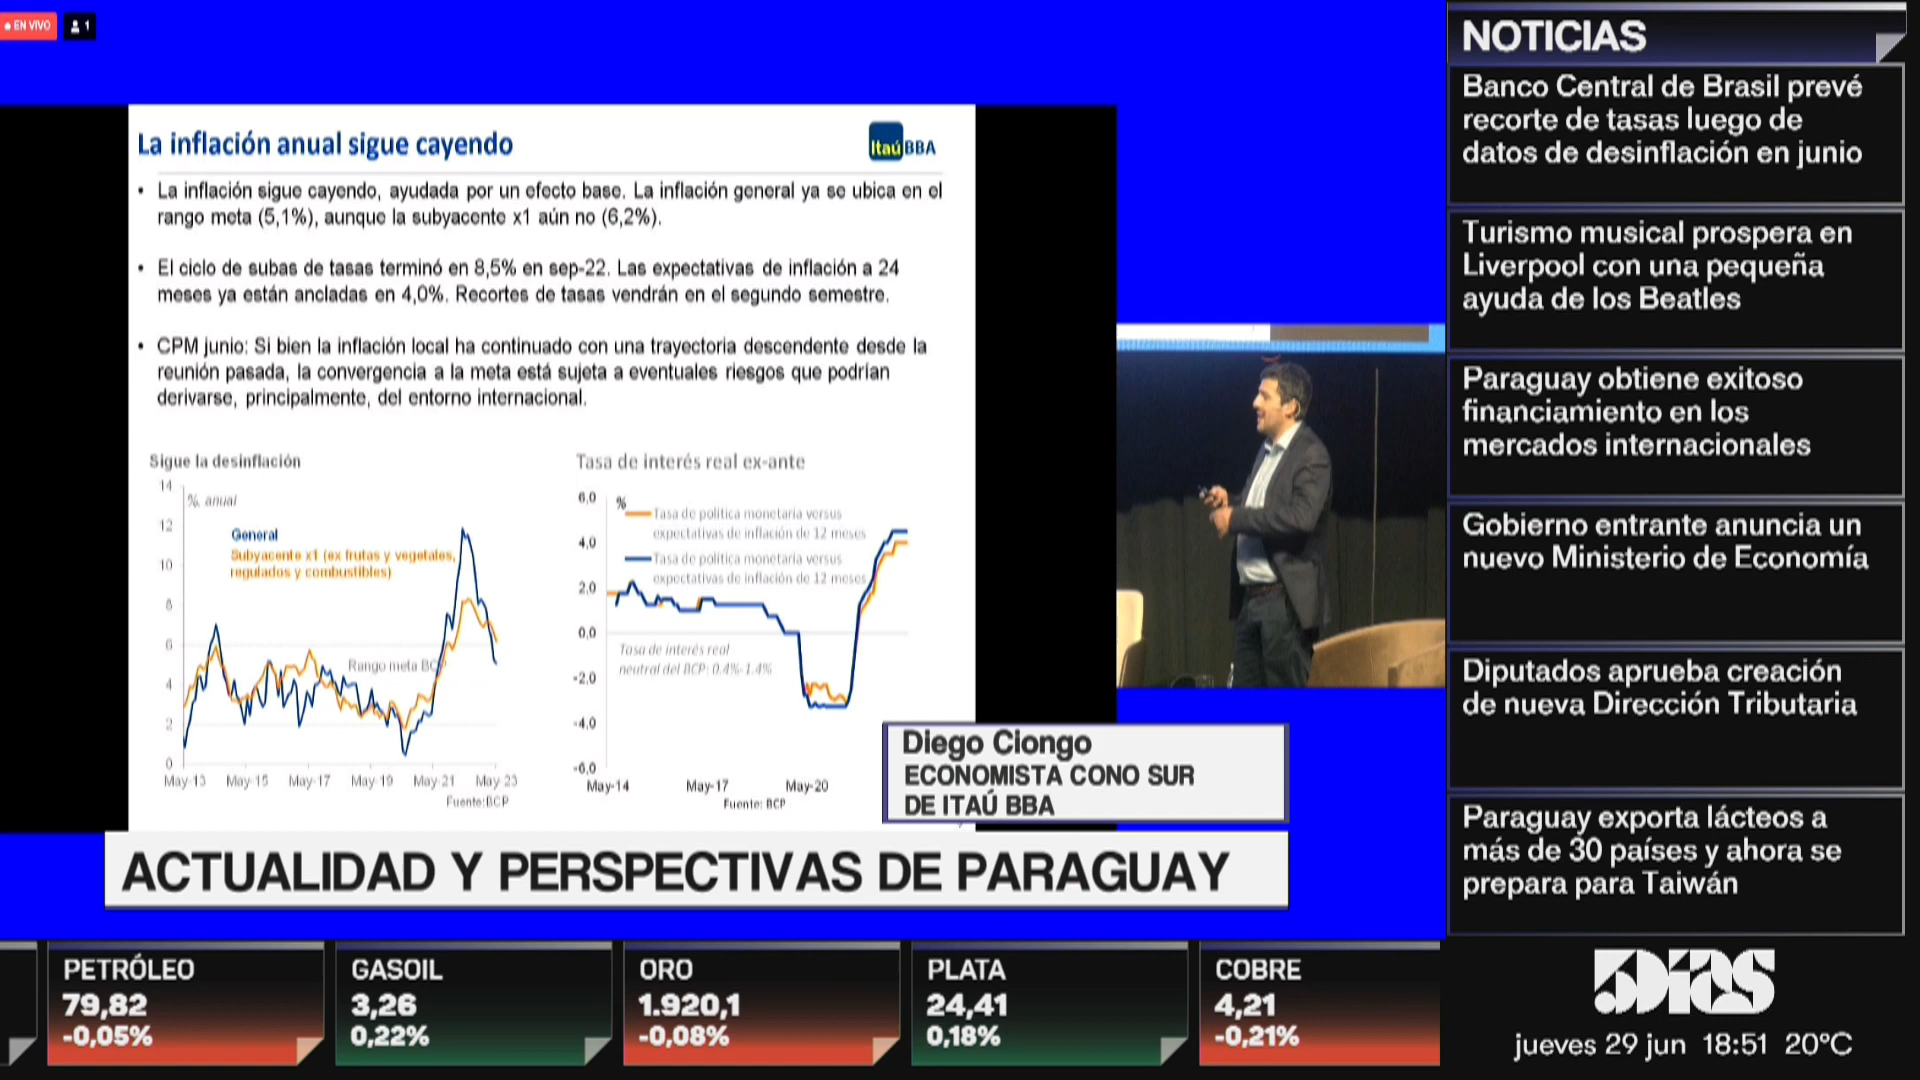 EN VIVO
1
La inflación anual sigue cayendo
Itaú BBA
• La inflación sigue cayendo, ayudada por un efecto base. La inflación general ya se ubica en el
rango meta (5,1%), aunque la subyacente x1 aún no (6,2%).
• El ciclo de subas de tasas terminó en 8,5% en sep-22. Las expectativas de inflación a 24
meses ya están ancladas en 4,0%. Recortes de tasas vendrán en el segundo semestre.
• CPM junio: Si bien la inflación local ha continuado con una trayectoria descendente desde la
reunión pasada, la convergencia a la meta está sujeta a eventuales riesgos que podrían
derivarse, principalmente, del entorno internacional.
Sigue la desinflación
14
%, anual
12
General
Subyacente x1 (ex frutas y vegetales,
10
regulados y combustibles)
8
6
Rango meta BCP
4
2
0
May-13 May-15 May-17 May-19 May-21 May-23
Fuente:BCP
Tasa de interés real ex-ante
6,0
%
Tasa de política monetaria versus
expectativas de inflación de 12 meses
4,0
Tasa de política monetaria versus
expectativas de inflación de 12 meses
2,0
0,0
Tasa de interés real
neutral del BCP: 0.4%-1.4%
-2,0
-4,0
-6,0
May-14 May-17 May-20
Fuente: BCP
Diego Ciongo
ECONOMISTA CONO SUR
DE ITAÚ BBA
ACTUALIDAD Y PERSPECTIVAS DE PARAGUAY
NOTICIAS
Banco Central de Brasil prevé
recorte de tasas luego de
datos de desinflación en junio
Turismo musical prospera en
Liverpool con una pequeña
ayuda de los Beatles
Paraguay obtiene exitoso
financiamiento en los
mercados internacionales
Gobierno entrante anuncia un
nuevo Ministerio de Economía
Diputados aprueba creación
de nueva Dirección Tributaria
Paraguay exporta lácteos a
más de 30 países y ahora se
prepara para Taiwán
PETRÓLEO
79,82
-0,05%
GASOIL
3,26
0,22%
ORO
1.920,1
-0,08%
PLATA
24,41
0,18%
COBRE
4,21
-0,21%
5DIAS
jueves 29 jun 18:51 20°C